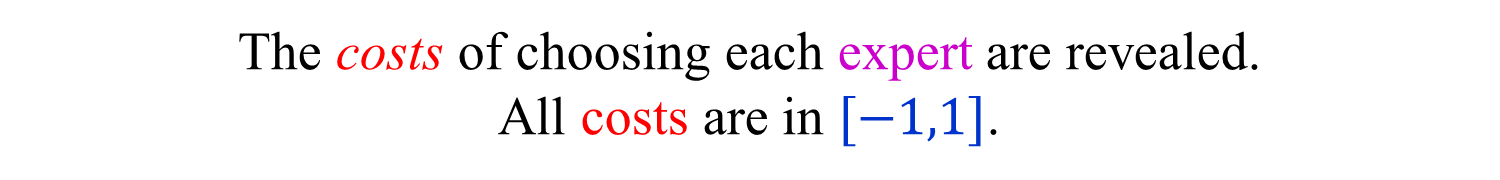 The costs of choosing each expert are revealed.
All costs are in [−1,1].